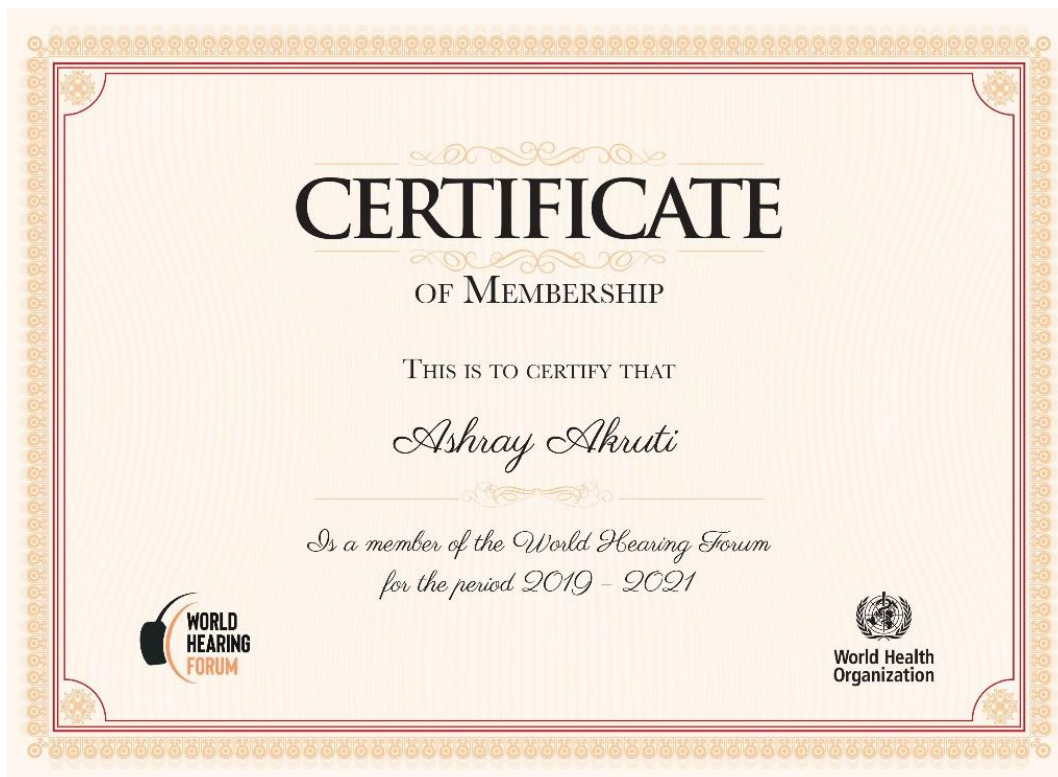 CERTIFICATE
OF MEMBERSHIP
THIS IS TO CERTIFY THAT
Ashray Akruti
Is a member of the World Hearing Forum
for the period 2019 – 2021
WORLD
HEARING
FORUM
World Health
Organization